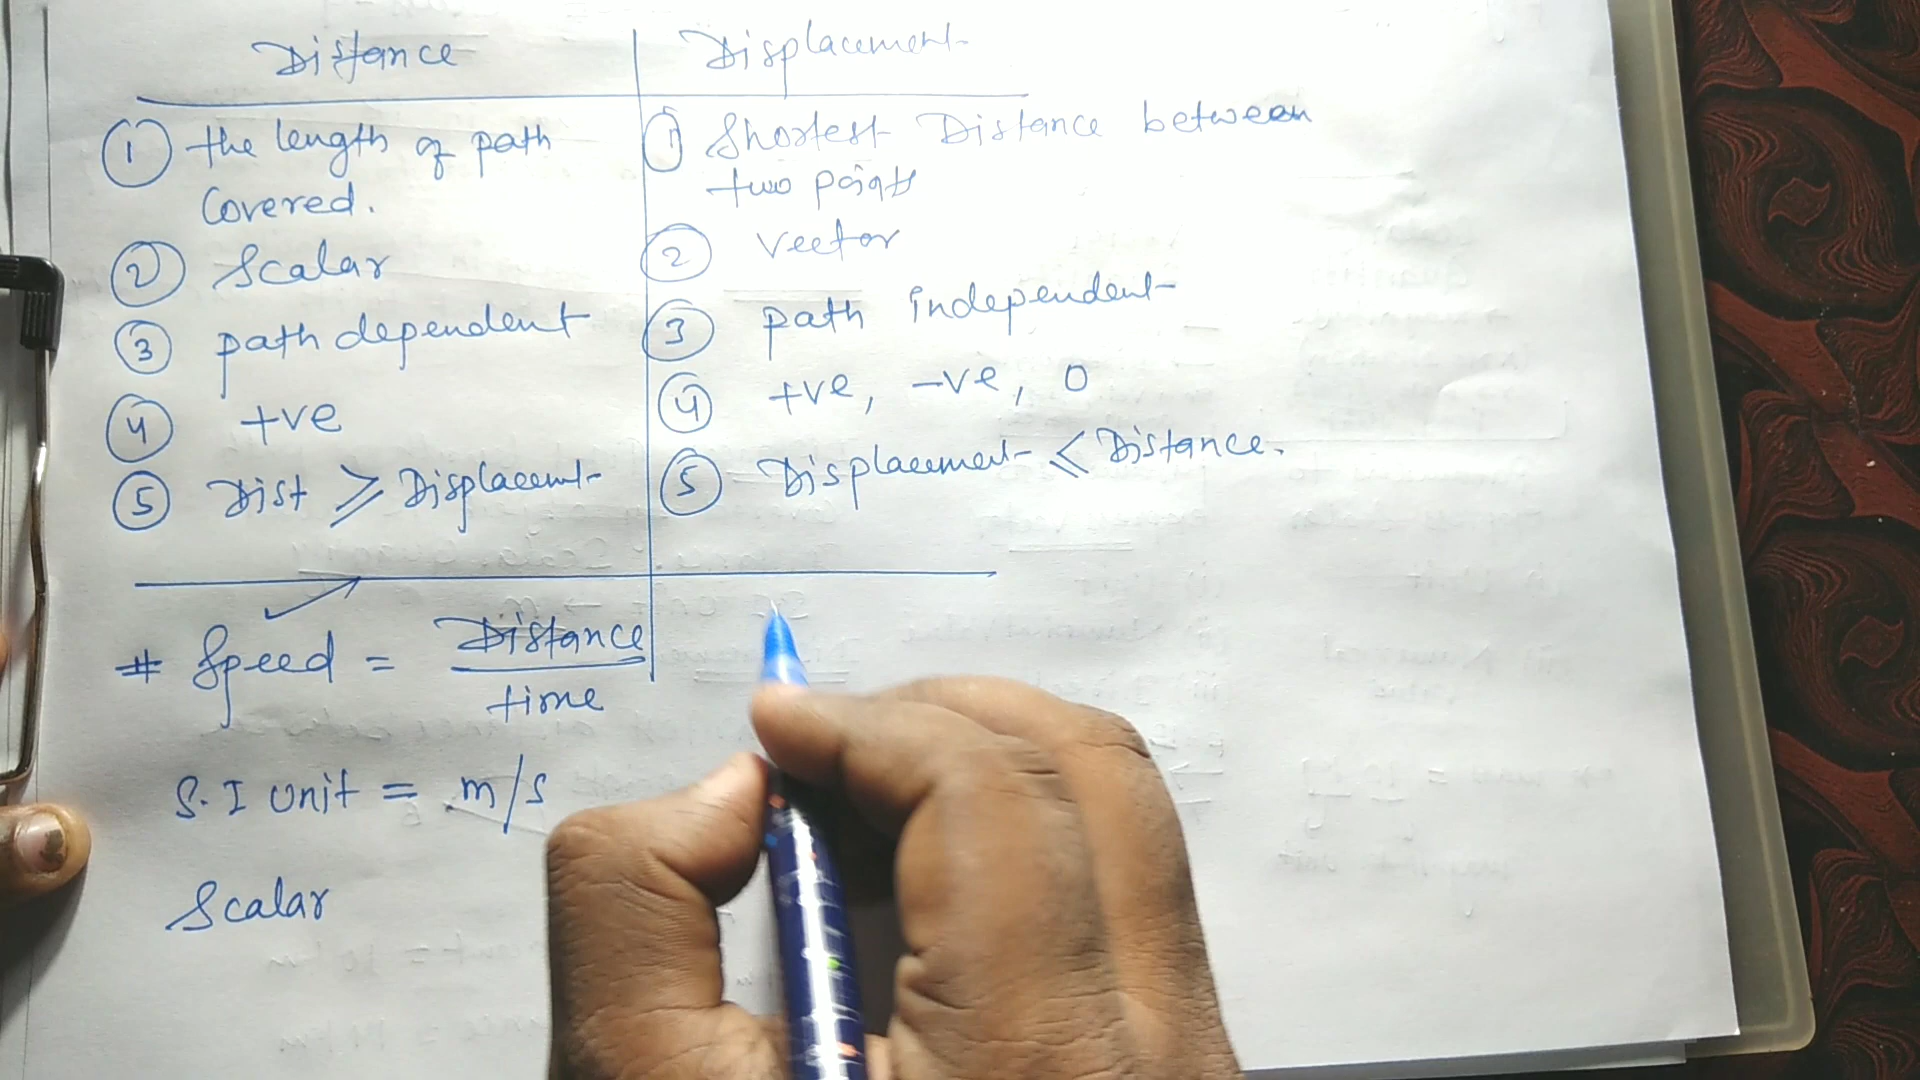 Distance
① the length of path
Covered.
② Scalar
③ path dependent
④ +ve
⑤ Dist ⩾ Displacemt
Displacement
① Shortest Distance between
two points
② Vector
③ path independent
④ +ve, -ve, 0
⑤ Displacement ⩽ Distance.
# Speed = Distance
time
S.I unit = m/s
Scalar